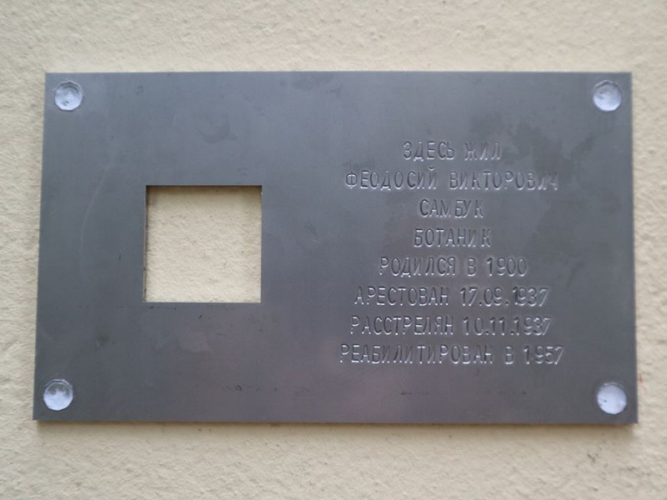 ЗДЕСЬ ЖИЛ
ФЕОДОСИЙ ВИКТОРОВИЧ
САМБУК
БОТАНИК
РОДИЛСЯ В 1900
АРЕСТОВАН 17.09.1937
РАССТРЕЛЯН 10.11.1937
РЕАБИЛИТИРОВАН В 1957